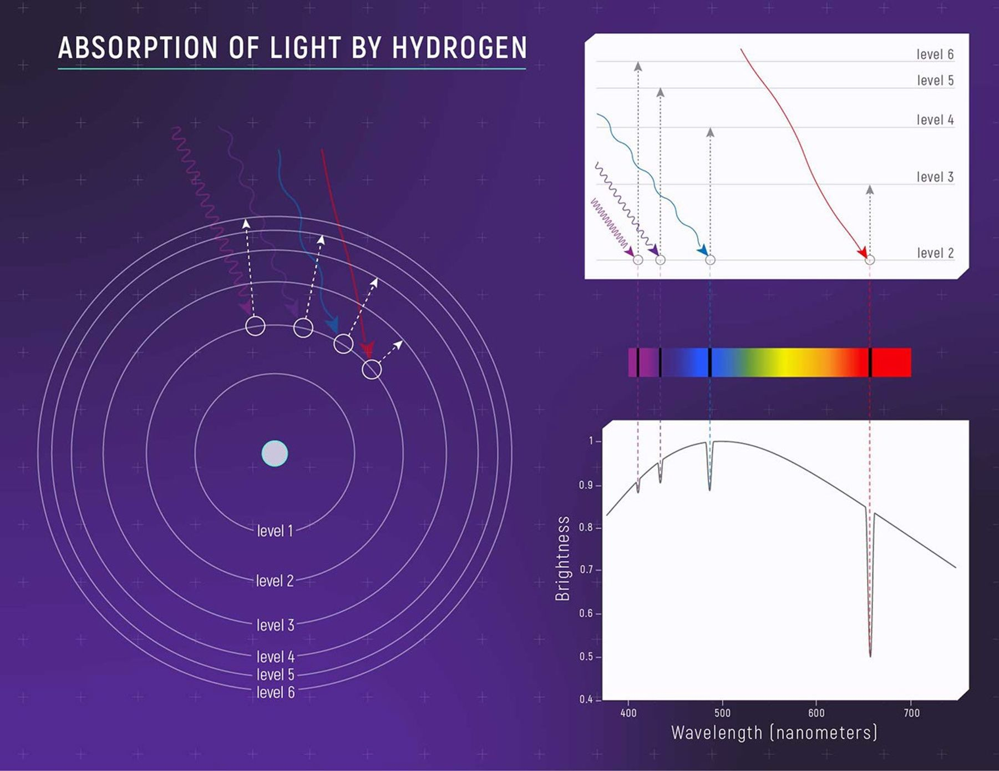 ABSORPTION OF LIGHT BY HYDROGEN
level 1
level 2
level 3
level 4
level 5
level 6
level 6
level 5
level 4
level 3
level 2
1
0.9
0.8
0.7
0.6
0.5
0.4
Brightness
400 500 600 700
Wavelength (nanometers)